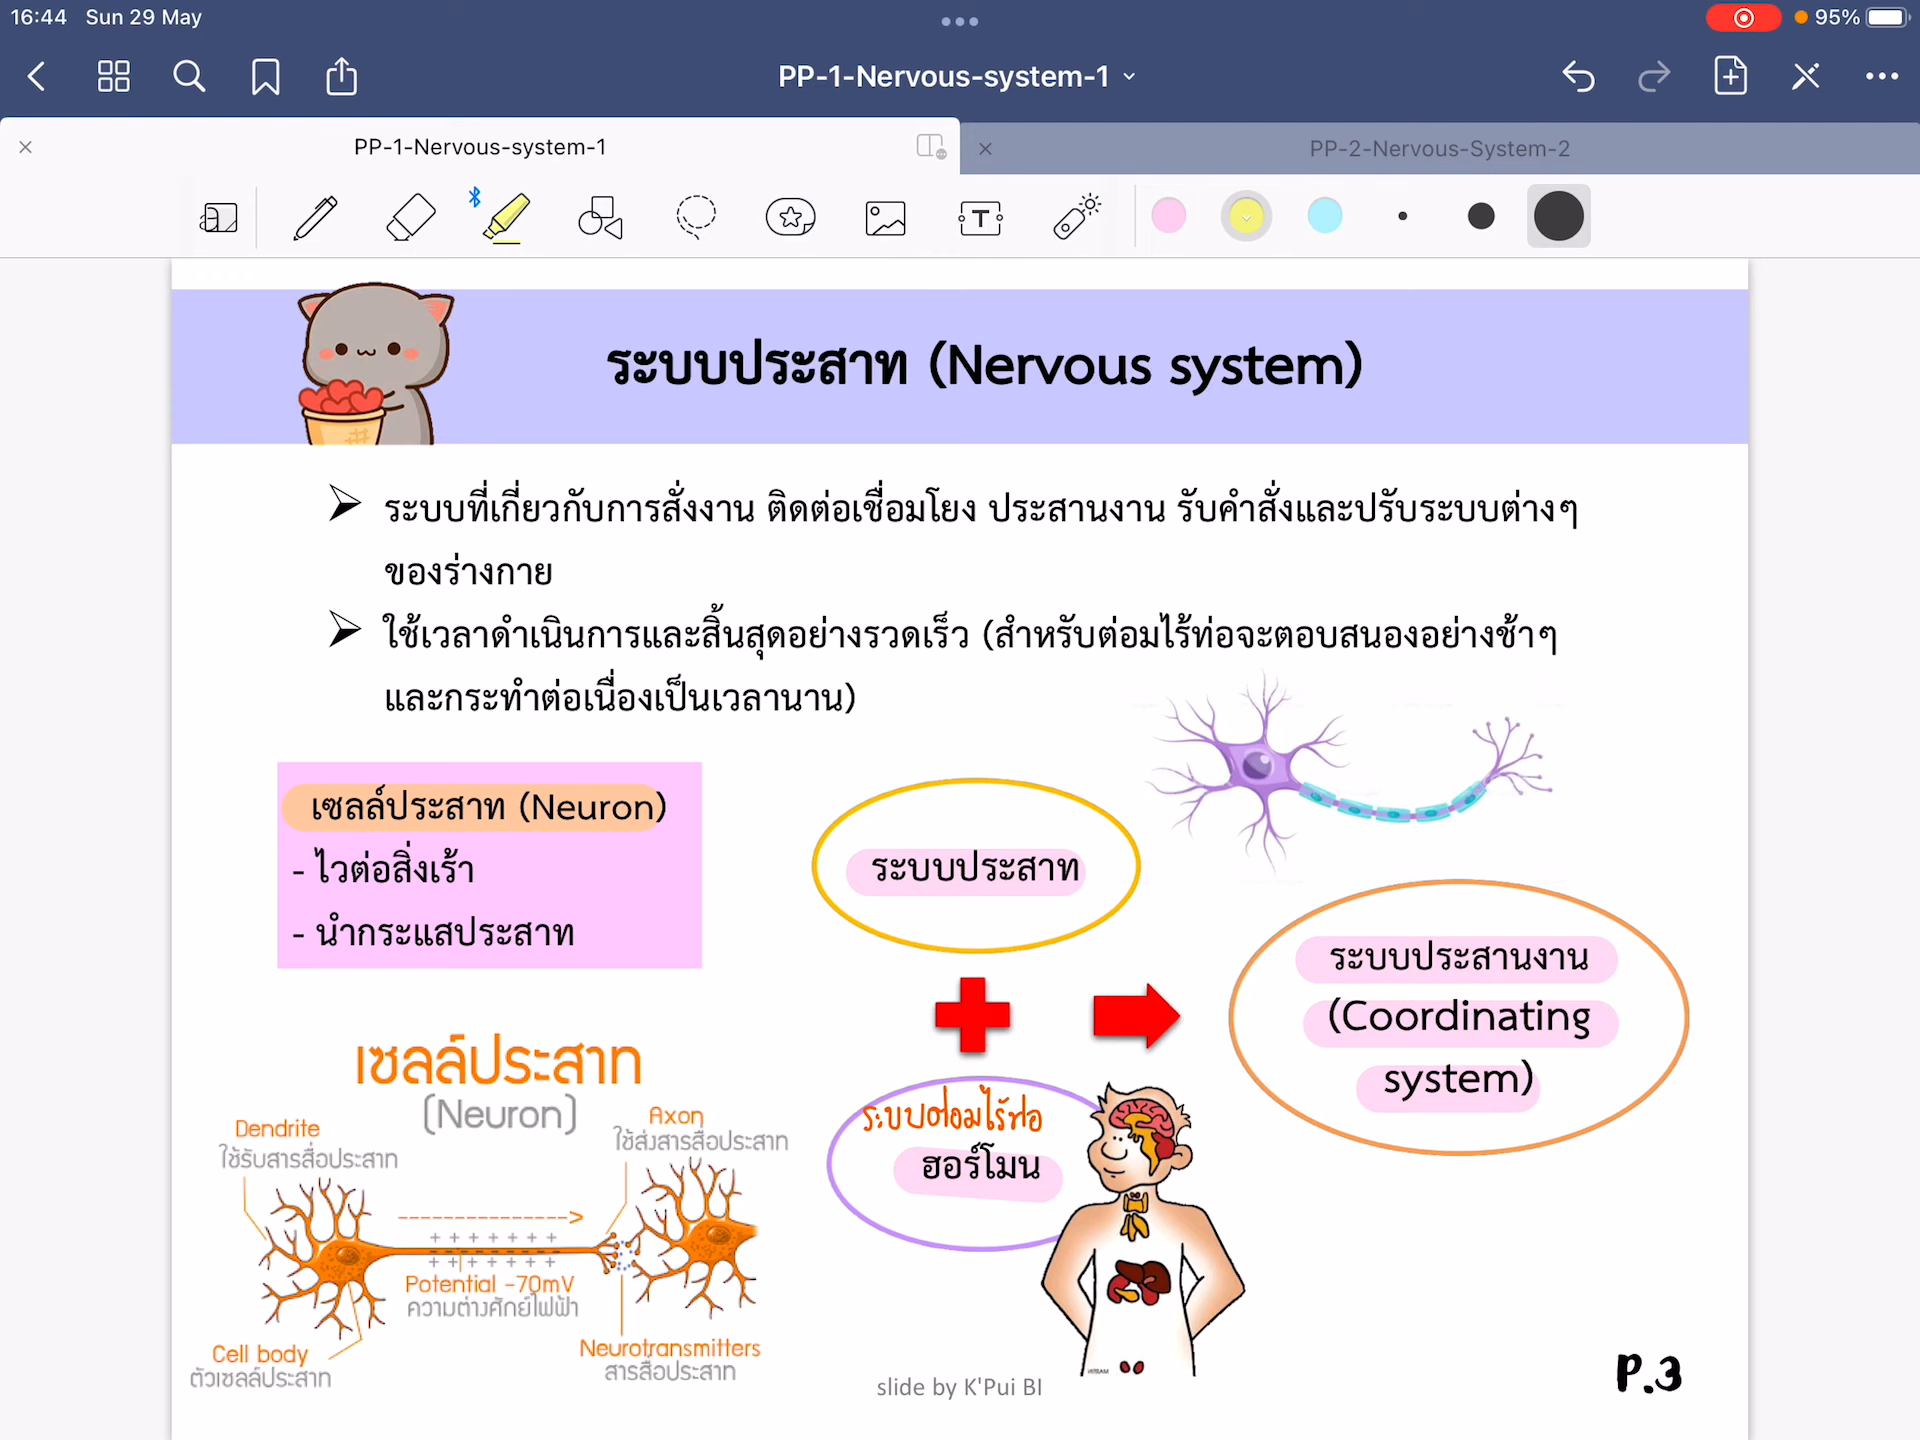 16:44 Sun 29 May
95%
PP-1-Nervous-system-1
PP-1-Nervous-system-1
PP-2-Nervous-System-2
ระบบประสาท (Nervous system)
➢ ระบบที่เกี่ยวกับการสั่งงาน ติดต่อเชื่อมโยง ประสานงาน รับคำสั่งและปรับระบบต่างๆ
ของร่างกาย
➢ ใช้เวลาดำเนินการและสิ้นสุดอย่างรวดเร็ว (สำหรับต่อมไร้ท่อจะตอบสนองอย่างช้าๆ
และกระทำต่อเนื่องเป็นเวลานาน)
เซลล์ประสาท (Neuron)
- ไวต่อสิ่งเร้า
- นำกระแสประสาท
ระบบประสาท
ระบบประสานงาน
(Coordinating
system)
ระบบต่อมไร้ท่อ
ฮอร์โมน
เซลล์ประสาท
(Neuron)
Dendrite
ใช้รับสารสื่อประสาท
Axon
ใช้ส่งสารสื่อประสาท
+ + + + + + +
+ + + + + + +
Potential -70mV
ความต่างศักย์ไฟฟ้า
Cell body
ตัวเซลล์ประสาท
Neurotransmitters
สารสื่อประสาท
slide by K'Pui BI
P.3